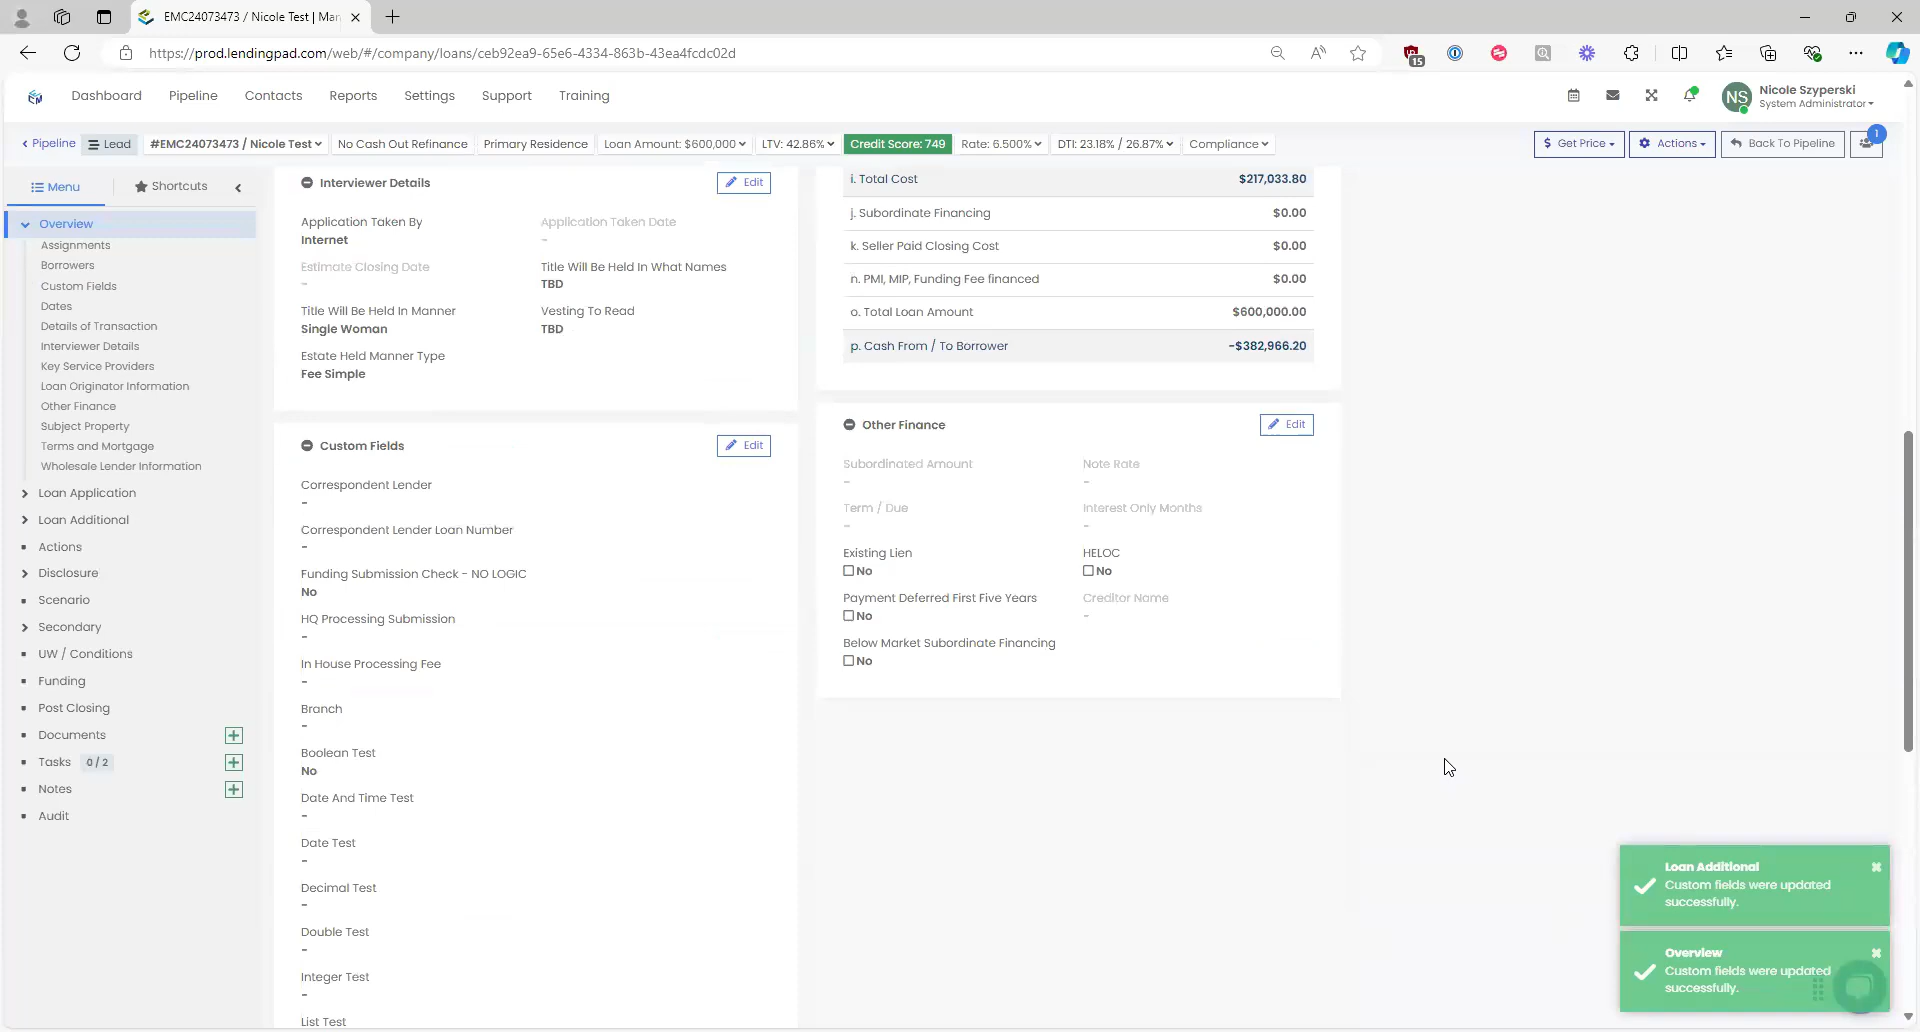 EMC24073473 / Nicole Test | Mar
https://prod.lendingpad.com/web/#/company/loans/ceb92ea9-65e6-4334-863b-43ea4fcdc02d
15
Dashboard
Pipeline
Contacts
Reports
Settings
Support
Training
NS
Nicole Szyperski
System Administrator
Pipeline
Lead
#EMC24073473 / Nicole Test
No Cash Out Refinance
Primary Residence
Loan Amount: $600,000
LTV: 42.86%
Credit Score: 749
Rate: 6.500%
DTI: 23.18% / 26.87%
Compliance
$ Get Price
Actions
Back To Pipeline
1
Menu
Shortcuts
Overview
Assignments
Borrowers
Custom Fields
Dates
Details of Transaction
Interviewer Details
Key Service Providers
Loan Originator Information
Other Finance
Subject Property
Terms and Mortgage
Wholesale Lender Information
Loan Application
Loan Additional
Actions
Disclosure
Scenario
Secondary
UW / Conditions
Funding
Post Closing
Documents
Tasks 0 / 2
Notes
Audit
Interviewer Details
Edit
Application Taken By
Internet
Application Taken Date
-
Estimate Closing Date
-
Title Will Be Held In What Names
TBD
Title Will Be Held In Manner
Single Woman
Vesting To Read
TBD
Estate Held Manner Type
Fee Simple
Custom Fields
Edit
Correspondent Lender
-
Correspondent Lender Loan Number
-
Funding Submission Check - NO LOGIC
No
HQ Processing Submission
-
In House Processing Fee
-
Branch
-
Boolean Test
No
Date And Time Test
-
Date Test
-
Decimal Test
-
Double Test
-
Integer Test
-
List Test
i. Total Cost $217,033.80
j. Subordinate Financing $0.00
k. Seller Paid Closing Cost $0.00
n. PMI, MIP, Funding Fee financed $0.00
o. Total Loan Amount $600,000.00
p. Cash From / To Borrower -$382,966.20
Other Finance
Edit
Subordinated Amount
-
Note Rate
-
Term / Due
-
Interest Only Months
-
Existing Lien
No
HELOC
No
Payment Deferred First Five Years
No
Creditor Name
-
Below Market Subordinate Financing
No
Loan Additional
Custom fields were updated
successfully.
Overview
Custom fields were updated
successfully.